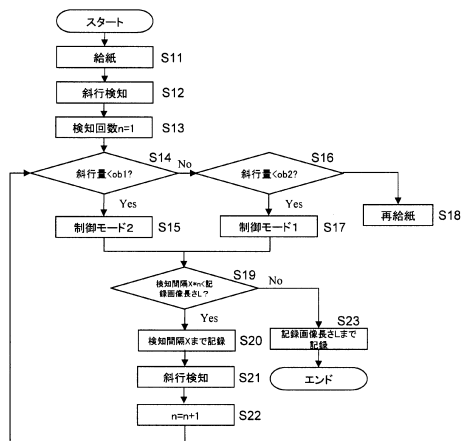 スタート
給紙
S11
斜行検知
S12
検知回数n=1
S13
S14
斜行量<ob1?
No
S16
斜行量<ob2?
Yes
Yes
制御モード2
S15
制御モード1
S17
再給紙
S18
S19
検知間隔X*n<記
録画像長さL?
No
Yes
S23
検知間隔Xまで記録
S20
記録画像長さLまで
記録
斜行検知
S21
エンド
n=n+1
S22